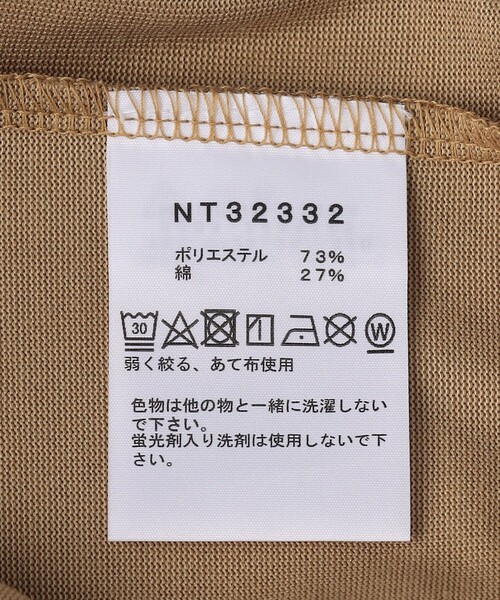 NT32332
ポリエステル 73%
綿 27%
30 W
弱く絞る、あて布使用
色物は他の物と一緒に洗濯しない
で下さい。
蛍光剤入り洗剤は使用しないで下
さい。